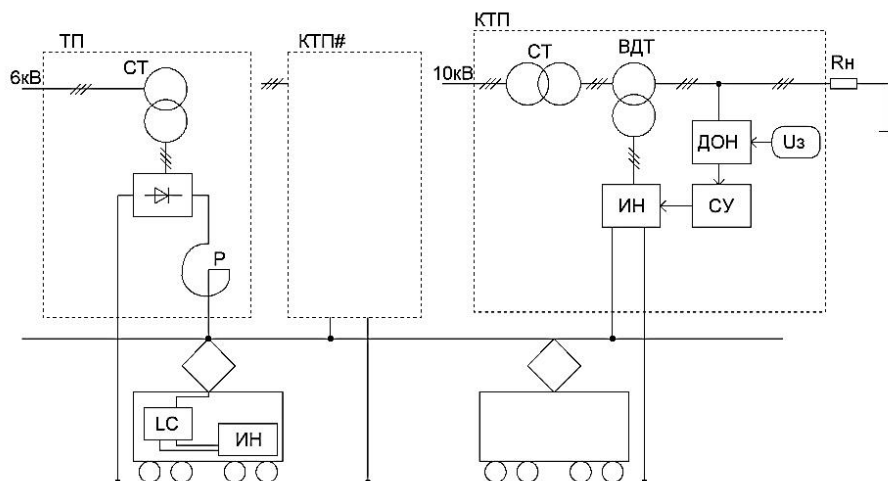 ТП
6кВ
СТ
Р
КТП#
КТП
10кВ
СТ
ВДТ
Rн
ДОН
Uз
ИН
СУ
LC
ИН